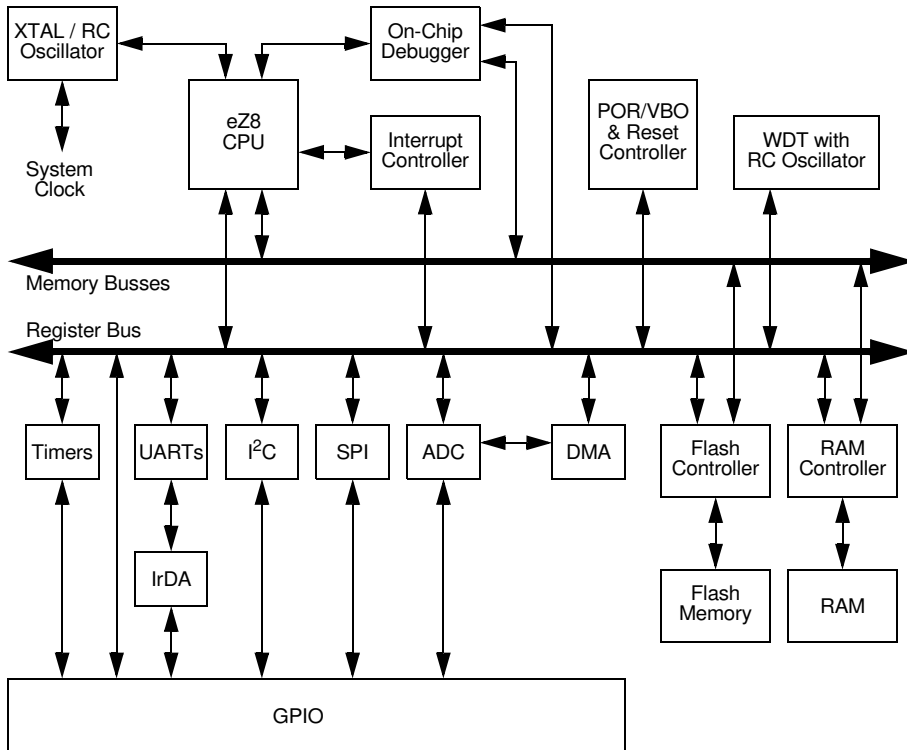 XTAL / RC
Oscillator
On-Chip
Debugger
eZ8
CPU
Interrupt
Controller
POR/VBO
& Reset
Controller
WDT with
RC Oscillator
System
Clock
Memory Busses
Register Bus
Timers
UARTs
I²C
SPI
ADC
DMA
Flash
Controller
RAM
Controller
IrDA
Flash
Memory
RAM
GPIO